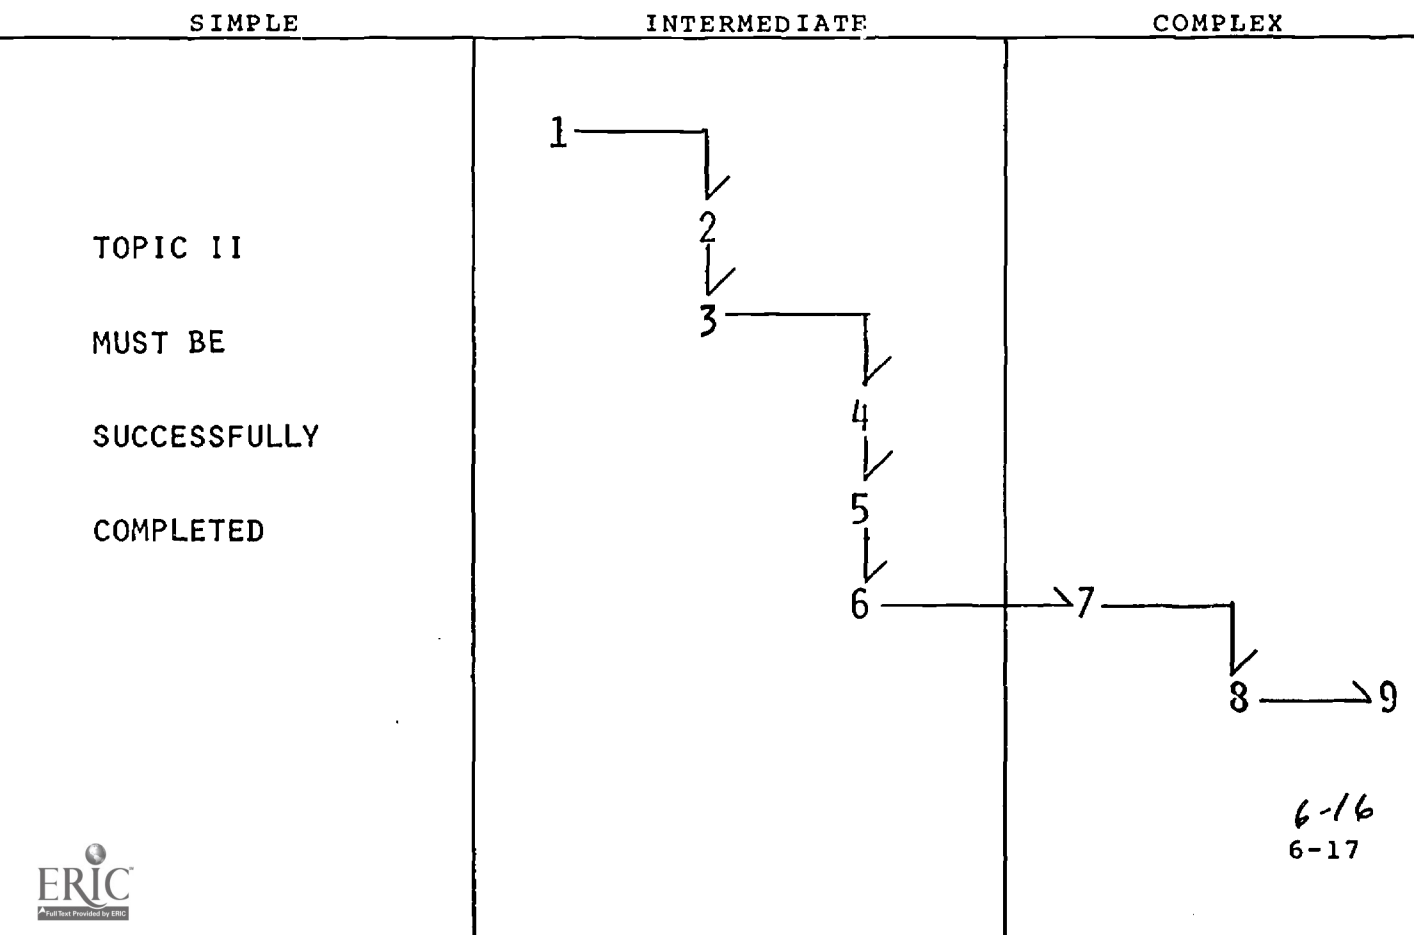 SIMPLE INTERMEDIATE COMPLEX
1
2
TOPIC II
3
MUST BE
4
SUCCESSFULLY
5
COMPLETED
6 7
8 9
6-16
6-17
ERIC
Full Text Provided by ERIC